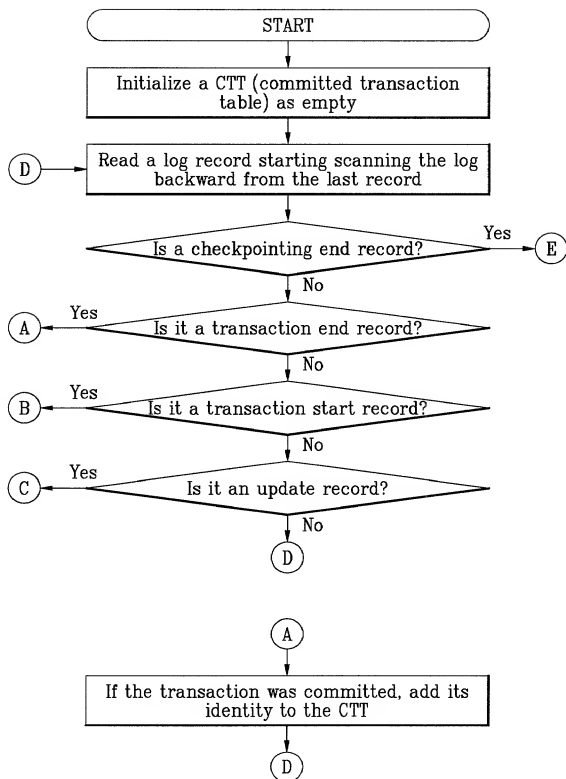 START
Initialize a CTT (committed transaction
table) as empty
D
Read a log record starting scanning the log
backward from the last record
Is a checkpointing end record?
Yes
E
No
Yes
A
Is it a transaction end record?
No
Yes
B
Is it a transaction start record?
No
Yes
C
Is it an update record?
No
D
A
If the transaction was committed, add its
identity to the CTT
D